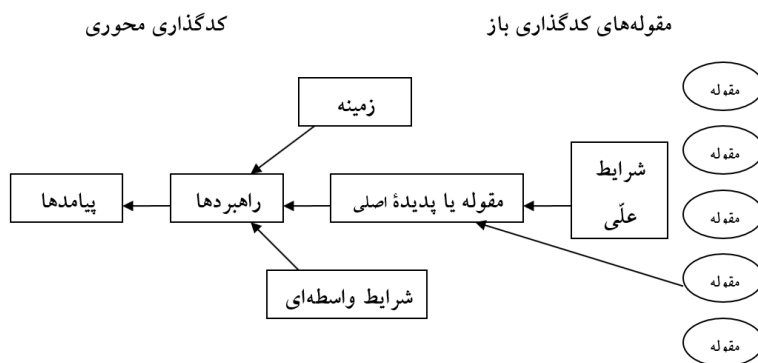 مقوله‌های کدگذاری باز
کدگذاری محوری
مقوله
مقوله
مقوله
مقوله
مقوله
شرایط
علّی
مقوله یا پدیدۀ اصلی
زمینه
راهبردها
شرایط واسطه‌ای
پیامدها